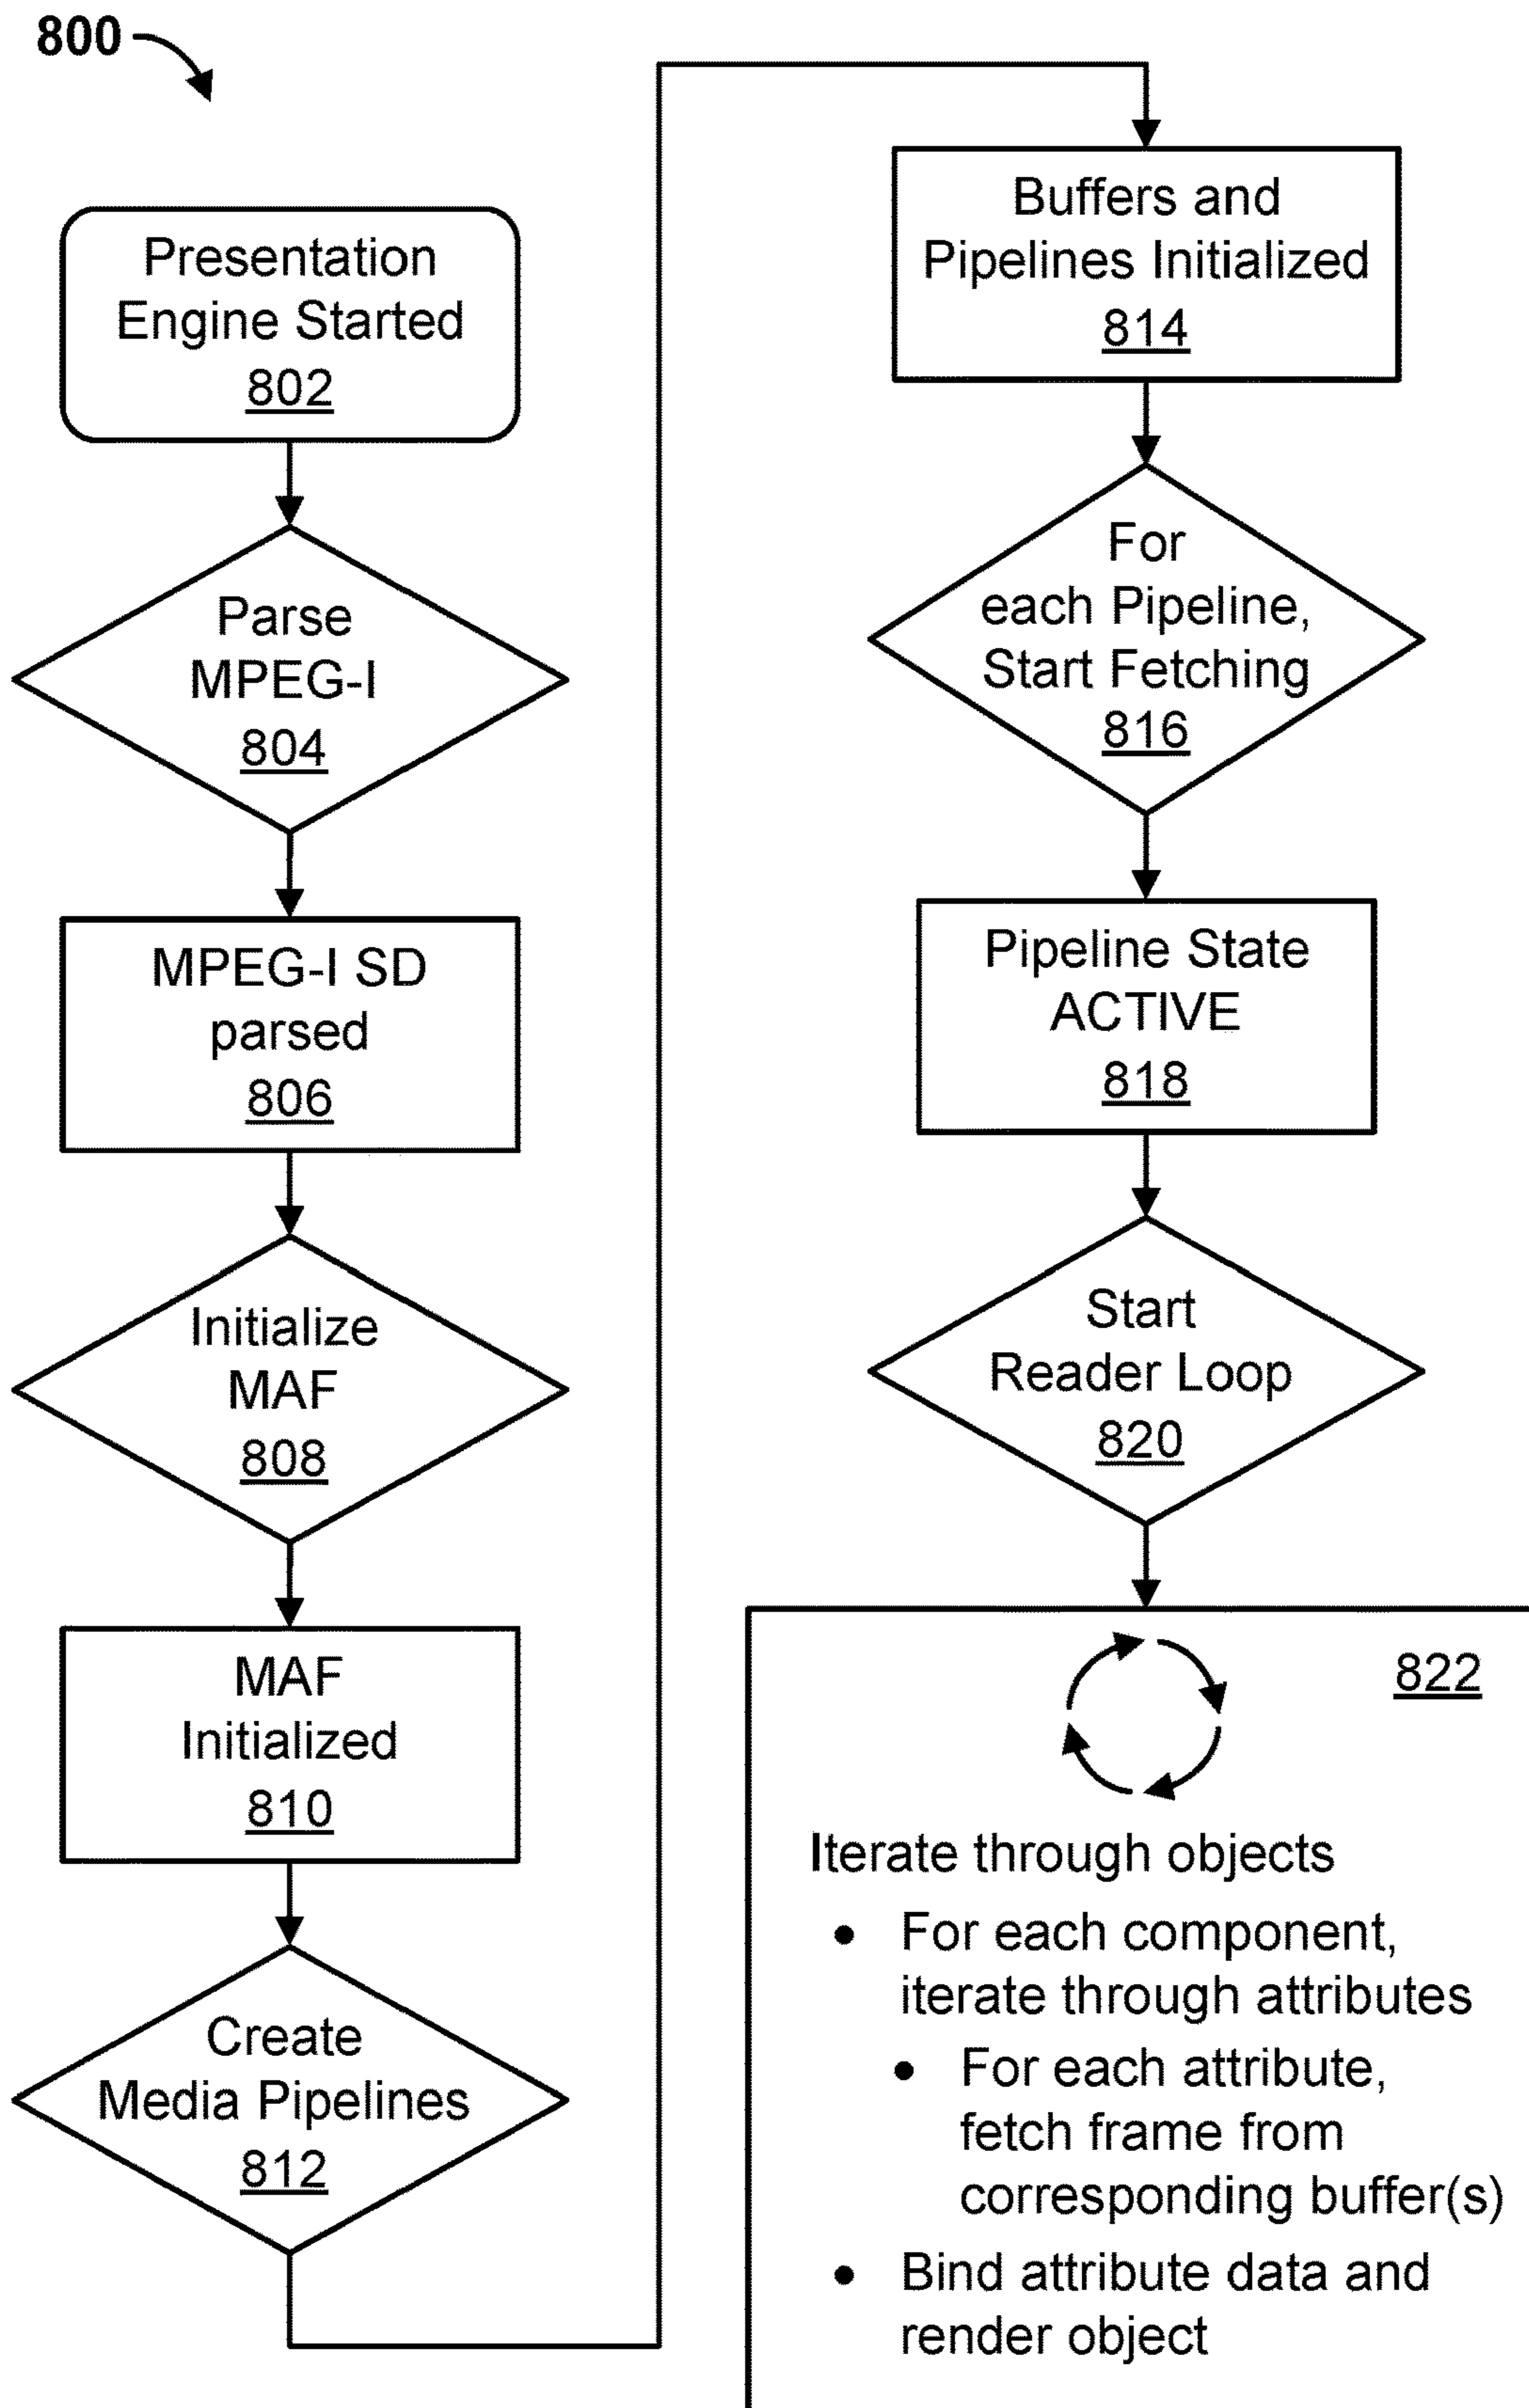 800
Presentation
Engine Started
802
Parse
MPEG-I
804
MPEG-I SD
parsed
806
Initialize
MAF
808
MAF
Initialized
810
Create
Media Pipelines
812
Buffers and
Pipelines Initialized
814
For
each Pipeline,
Start Fetching
816
Pipeline State
ACTIVE
818
Start
Reader Loop
820
822
Iterate through objects
• For each component,
iterate through attributes
• For each attribute,
fetch frame from
corresponding buffer(s)
• Bind attribute data and
render object